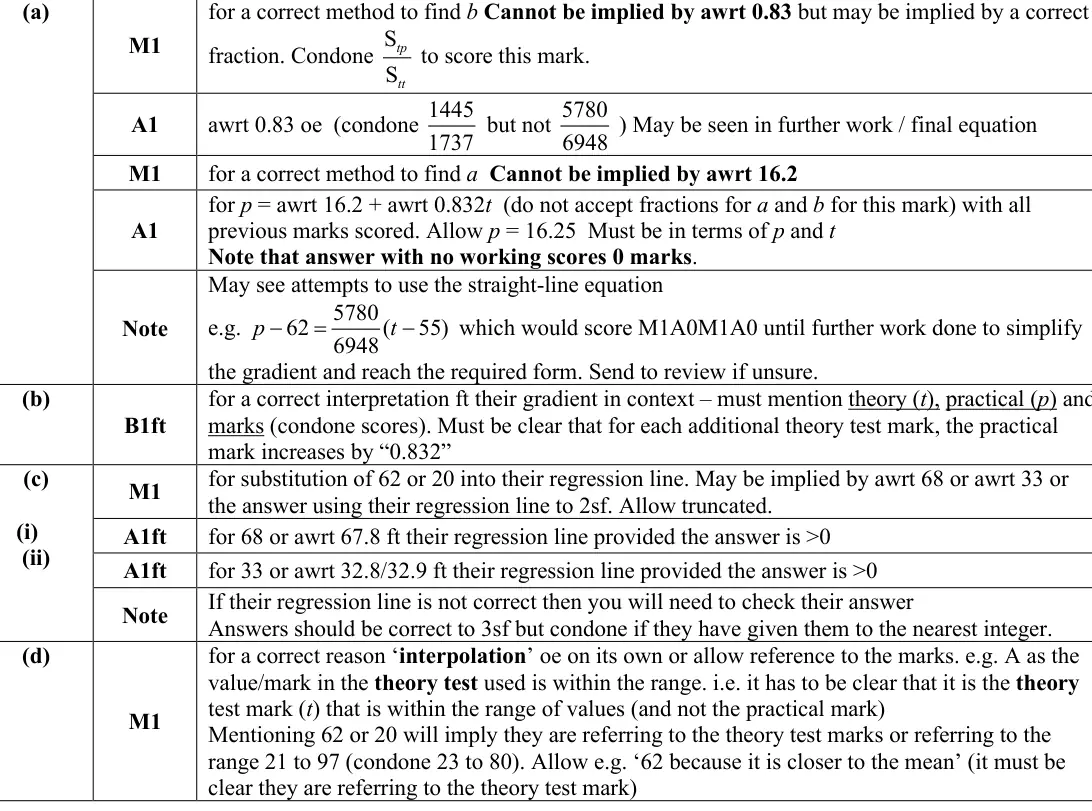 (a)
M1
for a correct method to find b Cannot be implied by awrt 0.83 but may be implied by a correct
fraction. Condone S_tp / S_tt to score this mark.
A1
awrt 0.83 oe (condone 1445/1737 but not 5780/6948 ) May be seen in further work / final equation
M1
for a correct method to find a Cannot be implied by awrt 16.2
A1
for p = awrt 16.2 + awrt 0.832t (do not accept fractions for a and b for this mark) with all
previous marks scored. Allow p = 16.25 Must be in terms of p and t
Note that answer with no working scores 0 marks.
Note
May see attempts to use the straight-line equation
e.g. p − 62 = 5780/6948 (t − 55) which would score M1A0M1A0 until further work done to simplify
the gradient and reach the required form. Send to review if unsure.
(b)
B1ft
for a correct interpretation ft their gradient in context – must mention theory (t), practical (p) and
marks (condone scores). Must be clear that for each additional theory test mark, the practical
mark increases by “0.832”
(c)
M1
for substitution of 62 or 20 into their regression line. May be implied by awrt 68 or awrt 33 or
the answer using their regression line to 2sf. Allow truncated.
(i)
A1ft
for 68 or awrt 67.8 ft their regression line provided the answer is >0
(ii)
A1ft
for 33 or awrt 32.8/32.9 ft their regression line provided the answer is >0
Note
If their regression line is not correct then you will need to check their answer
Answers should be correct to 3sf but condone if they have given them to the nearest integer.
(d)
M1
for a correct reason ‘interpolation’ oe on its own or allow reference to the marks. e.g. A as the
value/mark in the theory test used is within the range. i.e. it has to be clear that it is the theory
test mark (t) that is within the range of values (and not the practical mark)
Mentioning 62 or 20 will imply they are referring to the theory test marks or referring to the
range 21 to 97 (condone 23 to 80). Allow e.g. ‘62 because it is closer to the mean’ (it must be
clear they are referring to the theory test mark)